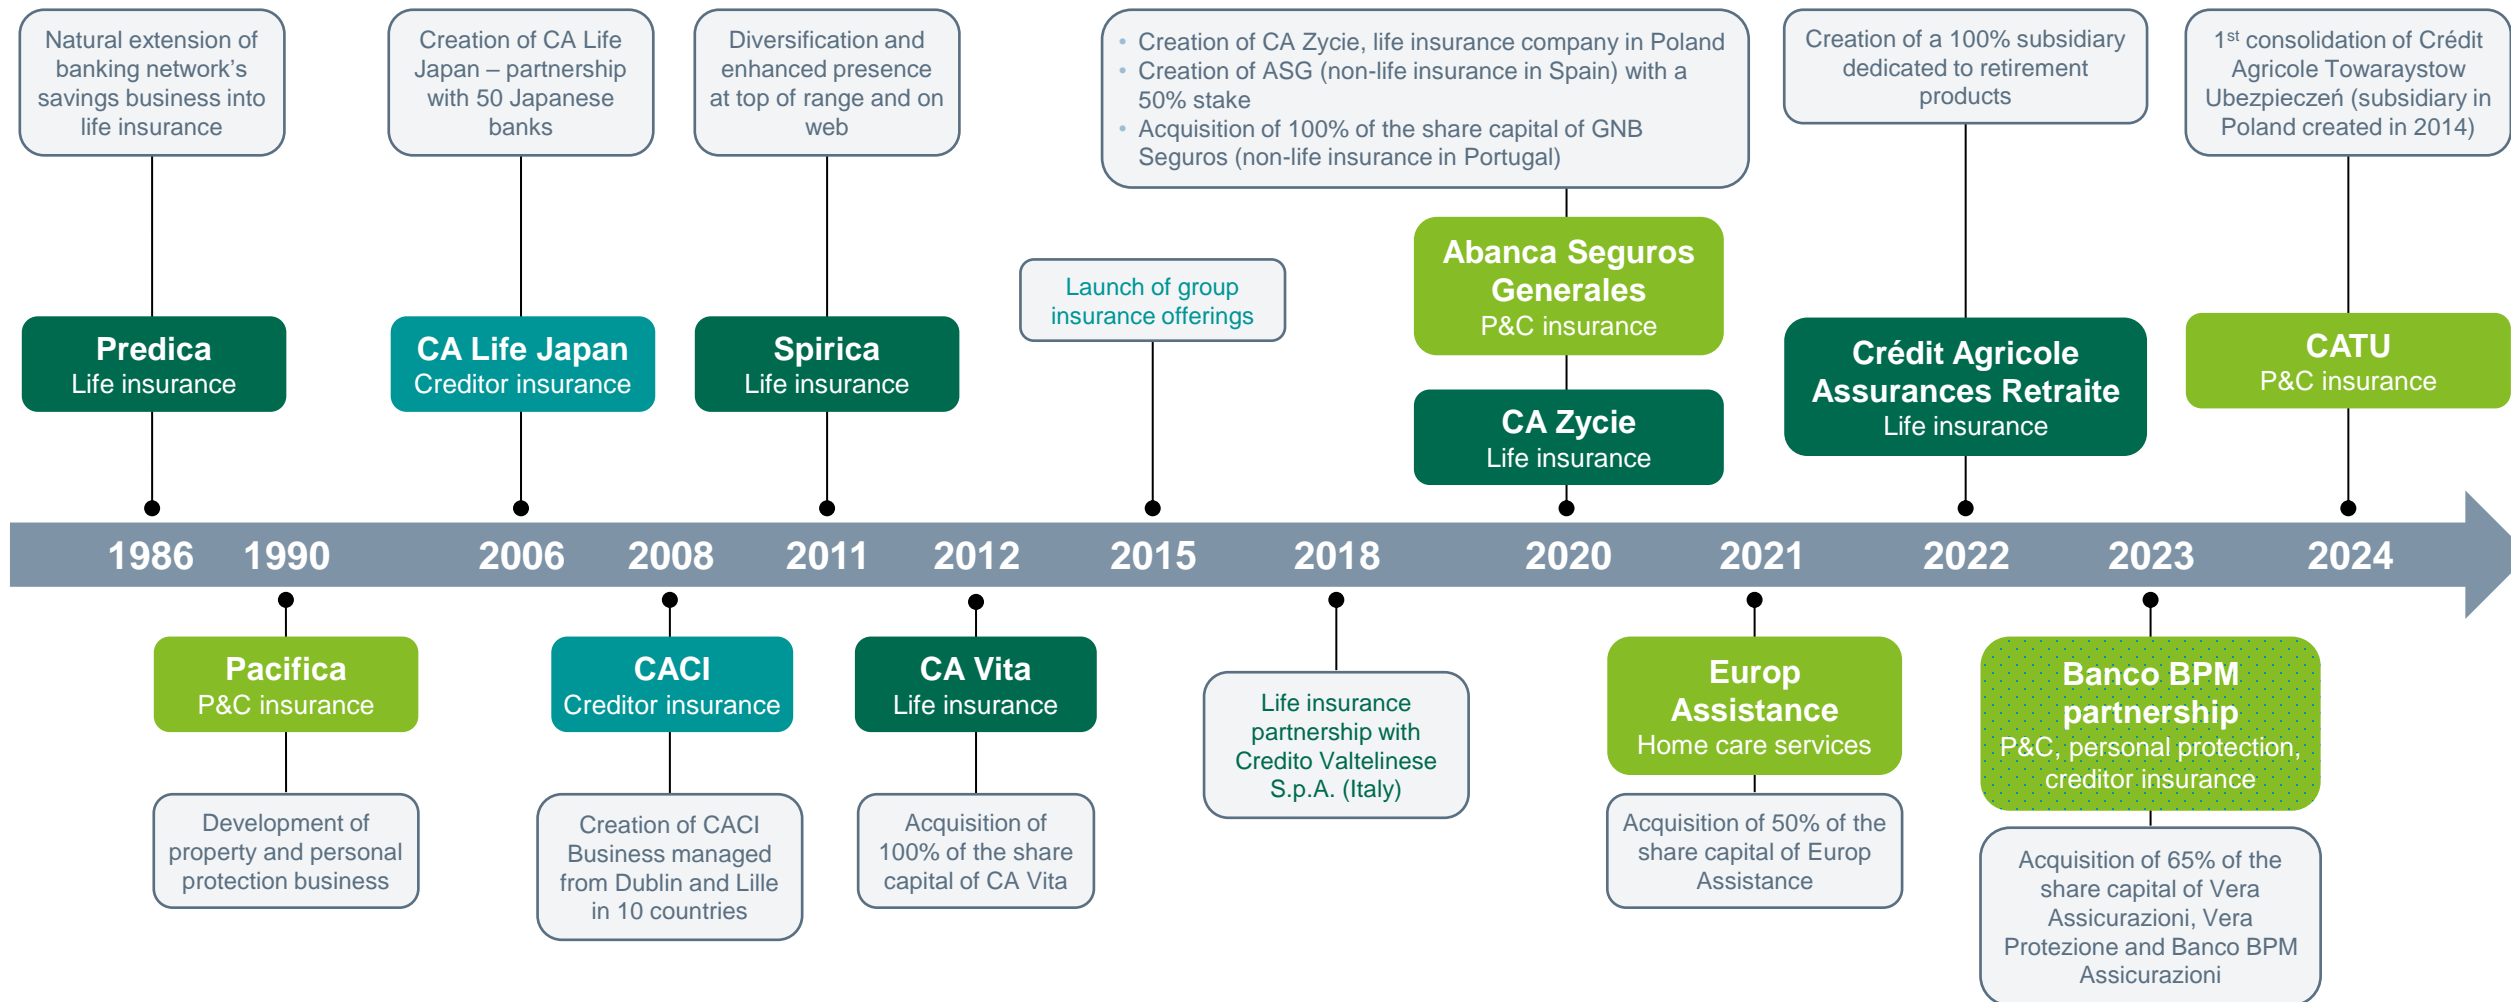 Natural extension of
banking network's
savings business into
life insurance
Creation of CA Life
Japan – partnership
with 50 Japanese
banks
Diversification and
enhanced presence
at top of range and on
web
• Creation of CA Zycie, life insurance company in Poland
• Creation of ASG (non-life insurance in Spain) with a
50% stake
• Acquisition of 100% of the share capital of GNB
Seguros (non-life insurance in Portugal)
Creation of a 100% subsidiary
dedicated to retirement
products
1st consolidation of Crédit
Agricole Towaraystow
Ubezpieczeń (subsidiary in
Poland created in 2014)
Predica
Life insurance
CA Life Japan
Creditor insurance
Spirica
Life insurance
Launch of group
insurance offerings
Abanca Seguros
Generales
P&C insurance
CA Zycie
Life insurance
Crédit Agricole
Assurances Retraite
Life insurance
CATU
P&C insurance
1986 1990 2006 2008 2011 2012 2015 2018 2020 2021 2022 2023 2024
Pacifica
P&C insurance
Development of
property and personal
protection business
CACI
Creditor insurance
Creation of CACI
Business managed
from Dublin and Lille
in 10 countries
CA Vita
Life insurance
Acquisition of
100% of the share
capital of CA Vita
Life insurance
partnership with
Credito Valtelinese
S.p.A. (Italy)
Europ
Assistance
Home care services
Acquisition of 50% of the
share capital of Europ
Assistance
Banco BPM
partnership
P&C, personal protection,
creditor insurance
Acquisition of 65% of the
share capital of Vera
Assicurazioni, Vera
Protezione and Banco BPM
Assicurazioni